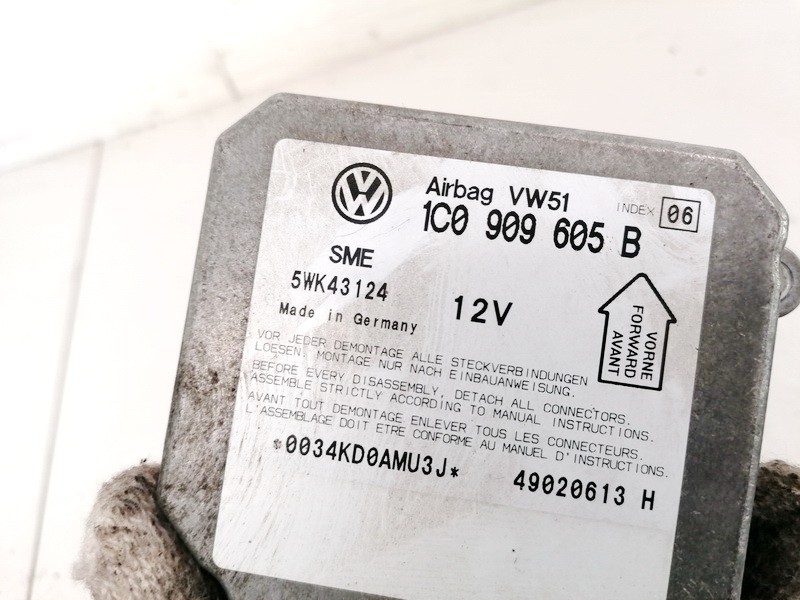 Airbag VW51
1C0 909 605 B
INDEX 06
SME
5WK43124
Made in Germany
12V
VORNE
FORWARD
AVANT
VOR JEDER DEMONTAGE ALLE STECKVERBINDUNGEN
LOESEN, MONTAGE NUR NACH EINBAUANWEISUNG.
BEFORE EVERY DISASSEMBLY, DETACH ALL CONNECTORS.
ASSEMBLE STRICTLY ACCORDING TO MANUAL INSTRUCTIONS.
AVANT TOUT DEMONTAGE ENLEVER TOUS LES CONNECTEURS.
L'ASSEMBLAGE DOIT ETRE CONFORME AU MANUEL D'INSTRUCTIONS.
*0034KD0AMU3J*
49020613 H